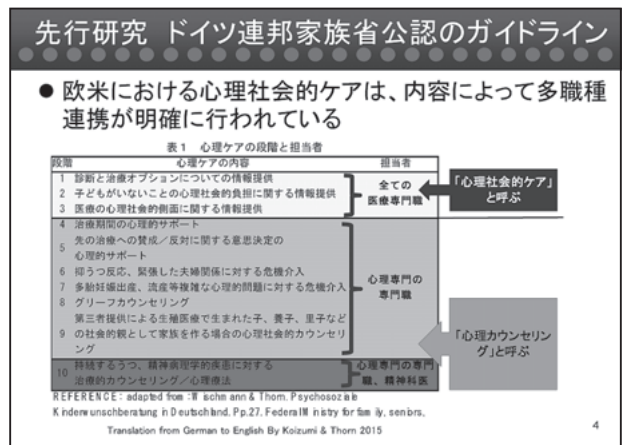 先行研究 ドイツ連邦家族省公認のガイドライン
● 欧米における心理社会的ケアは、内容によって多職種
連携が明確に行われている
表1 心理ケアの段階と担当者
段階 心理ケアの内容 担当者
1 診断と治療オプションについての情報提供
2 子どもがいないことの心理社会的負担に関する情報提供
3 医療の心理社会的側面に関する情報提供
全ての
医療専門職
「心理社会的ケア」
と呼ぶ
4 治療期間の心理的サポート
5 先の治療への賛成/反対に関する意思決定の
心理的サポート
6 抑うつ反応、緊張した夫婦関係に対する危機介入
7 多胎妊娠出産、流産等複雑な心理的問題に対する危機介入
8 グリーフカウンセリング
第三者提供による生殖医療で生まれた子、養子、里子など
9 の社会的親として家族を作る場合の心理社会的カウンセリ
ング
心理専門の
専門職
「心理カウンセリン
グ」と呼ぶ
10 持続するうつ、精神病理学的疾患に対する
治療的カウンセリング/心理療法
心理専門の専門
職、精神科医
REFERENCE: adapted from :W ischm ann & Thorn. Psychosoziale
Kinderwunschberatung in Deutschland. Pp.27. FederalM inistry for fam ily, seniors,
Translation from German to English By Koizumi & Thorn 2015
4